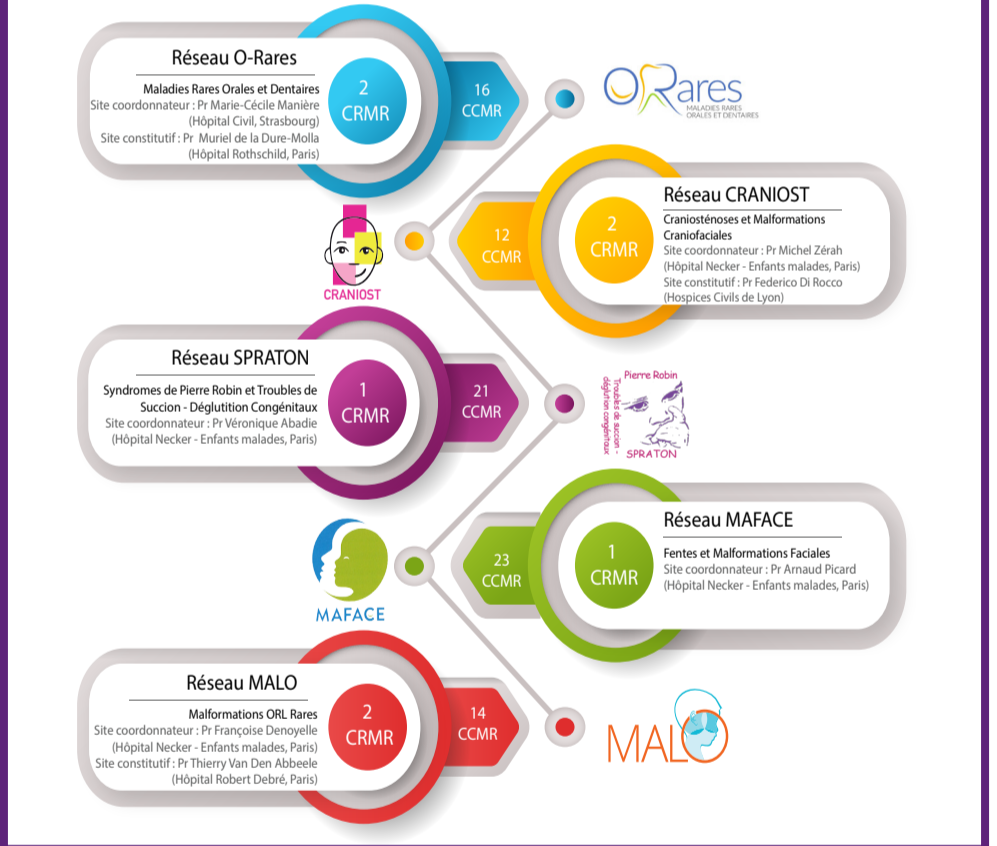 Réseau O-Rares
Maladies Rares Orales et Dentaires
Site coordonnateur : Pr Marie-Cécile Manière
(Hôpital Civil, Strasbourg)
Site constitutif : Pr Muriel de la Dure-Molla
(Hôpital Rothschild, Paris)
2
CRMR
16
CCMR
ORares
MALADIES RARES
ORALES ET DENTAIRES
CRANIOST
12
CCMR
2
CRMR
Réseau CRANIOST
Craniosténoses et Malformations
Craniofaciales
Site coordonnateur : Pr Michel Zérah
(Hôpital Necker - Enfants malades, Paris)
Site constitutif : Pr Federico Di Rocco
(Hospices Civils de Lyon)
Réseau SPRATON
Syndromes de Pierre Robin et Troubles de
Succion - Déglutition Congénitaux
Site coordonnateur : Pr Véronique Abadie
(Hôpital Necker - Enfants malades, Paris)
1
CRMR
21
CCMR
Pierre Robin
Troubles de succion -
déglution congénitaux
SPRATON
MAFACE
23
CCMR
1
CRMR
Réseau MAFACE
Fentes et Malformations Faciales
Site coordonnateur : Pr Arnaud Picard
(Hôpital Necker - Enfants malades, Paris)
Réseau MALO
Malformations ORL Rares
Site coordonnateur : Pr Françoise Denoyelle
(Hôpital Necker - Enfants malades, Paris)
Site constitutif : Pr Thierry Van Den Abbeele
(Hôpital Robert Debré, Paris)
2
CRMR
14
CCMR
MALO